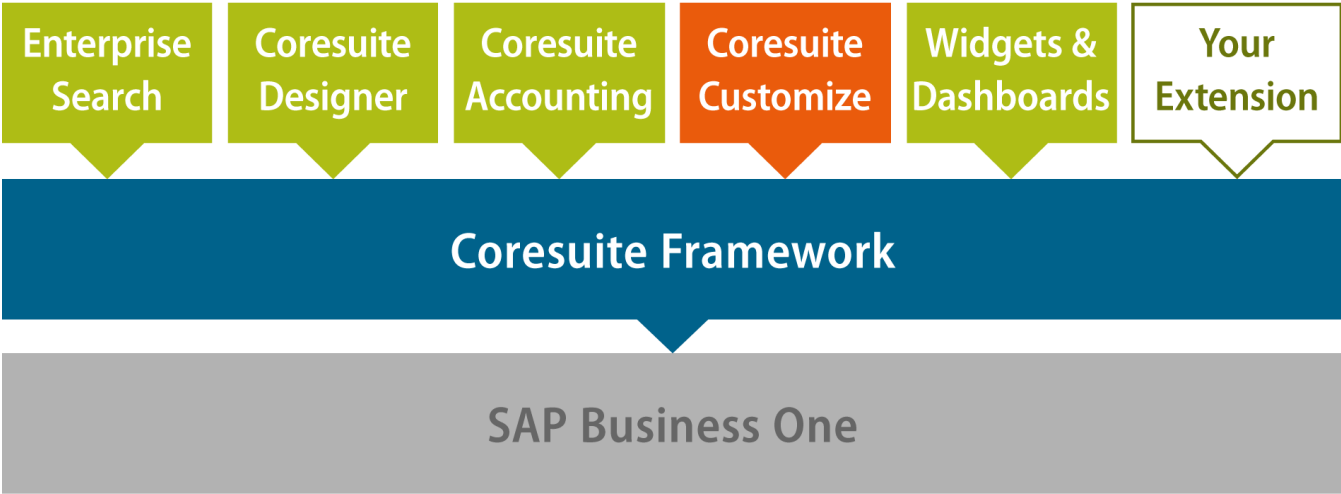 Enterprise
Search
Coresuite
Designer
Coresuite
Accounting
Coresuite
Customize
Widgets &
Dashboards
Your
Extension
Coresuite Framework
SAP Business One